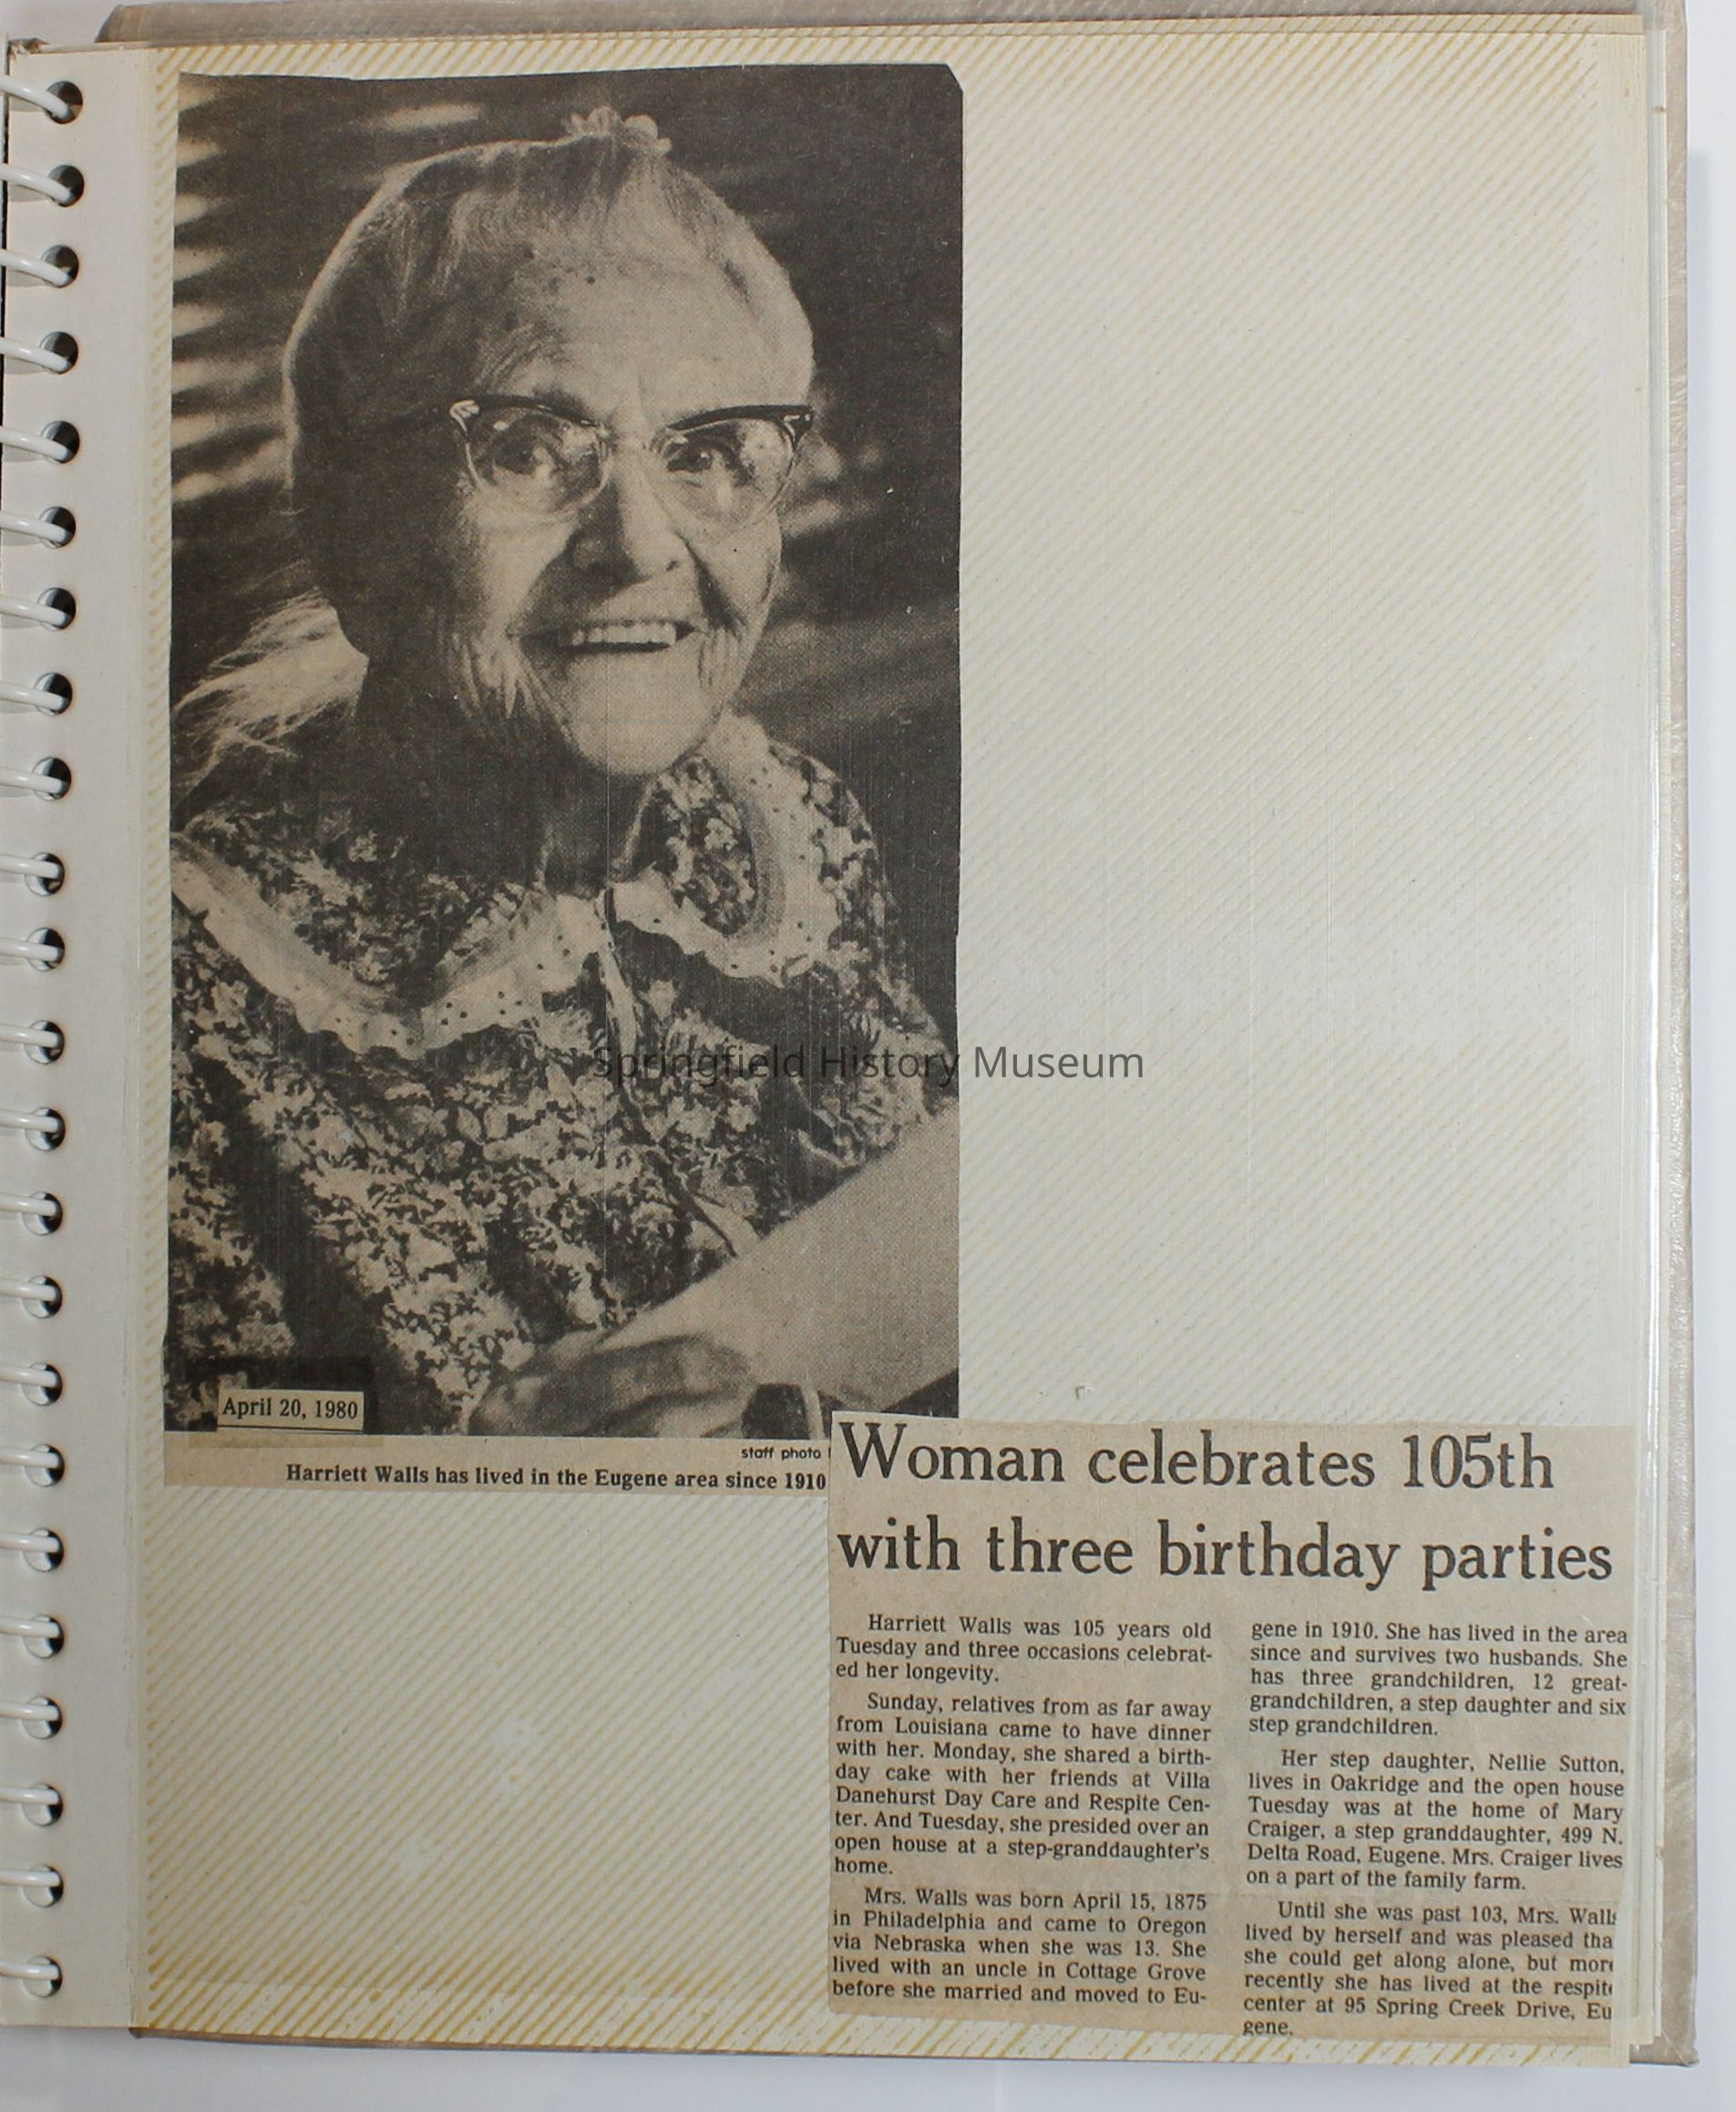 April 20, 1980
staff photo
Harriett Walls has lived in the Eugene area since 1910
Springfield History Museum
Woman celebrates 105th
with three birthday parties
Harriett Walls was 105 years old
Tuesday and three occasions celebrat-
ed her longevity.
Sunday, relatives from as far away
from Louisiana came to have dinner
with her. Monday, she shared a birth-
day cake with her friends at Villa
Danehurst Day Care and Respite Cen-
ter. And Tuesday, she presided over an
open house at a step-granddaughter's
home.
Mrs. Walls was born April 15, 1875
in Philadelphia and came to Oregon
via Nebraska when she was 13. She
lived with an uncle in Cottage Grove
before she married and moved to Eu-
gene in 1910. She has lived in the area
since and survives two husbands. She
has three grandchildren, 12 great-
grandchildren, a step daughter and six
step grandchildren.
Her step daughter, Nellie Sutton,
lives in Oakridge and the open house
Tuesday was at the home of Mary
Craiger, a step granddaughter, 499 N.
Delta Road, Eugene. Mrs. Craiger lives
on a part of the family farm.
Until she was past 103, Mrs. Walls
lived by herself and was pleased tha
she could get along alone, but more
recently she has lived at the respite
center at 95 Spring Creek Drive, Eu
gene.